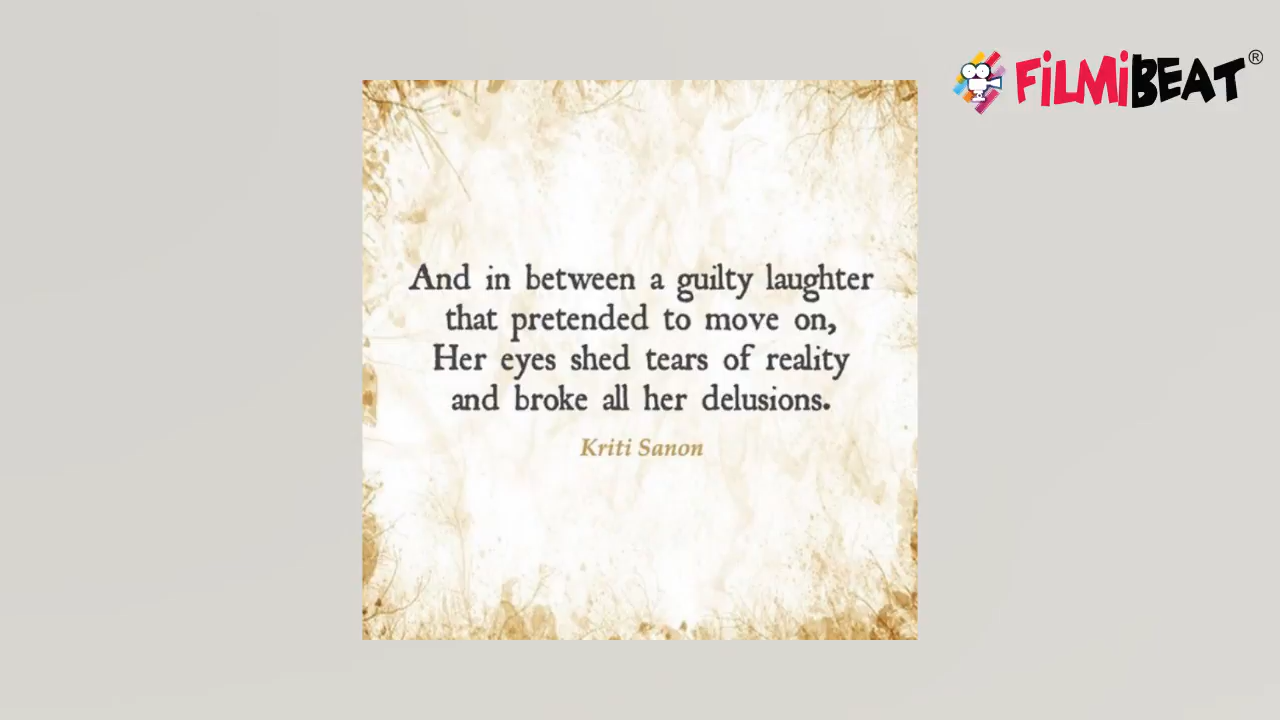 FiLMiBEAT®
And in between a guilty laughter
that pretended to move on,
Her eyes shed tears of reality
and broke all her delusions.
Kriti Sanon